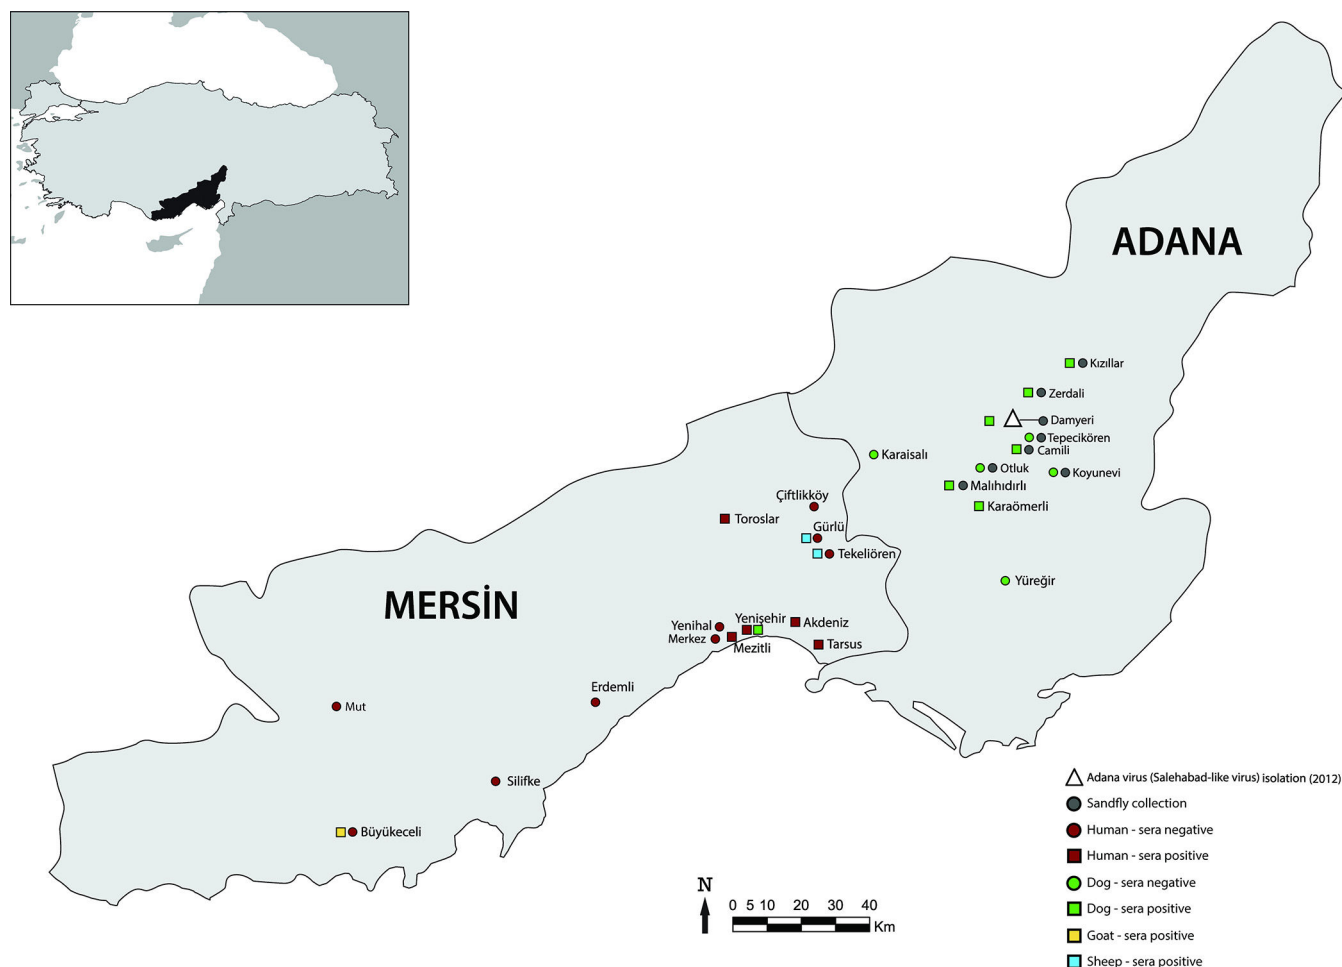 ADANA
Kızıllar
Zerdali
Damyeri
Tepecikören
Camili
Karaisalı
Otluk
Koyunevi
Malıhıdırlı
Çiftlikköy
Karaömerli
Toroslar
Gürlü
Tekeliören
Yüreğir
MERSİN
Yenişehir
Akdeniz
Yenihal
Merkez
Mezitli
Tarsus
Erdemli
Mut
Silifke
Büyükeceli
Adana virus (Salehabad-like virus) isolation (2012)
Sandfly collection
Human - sera negative
Human - sera positive
Dog - sera negative
Dog - sera positive
Goat - sera positive
Sheep - sera positive
N
0 5 10 20 30 40
Km